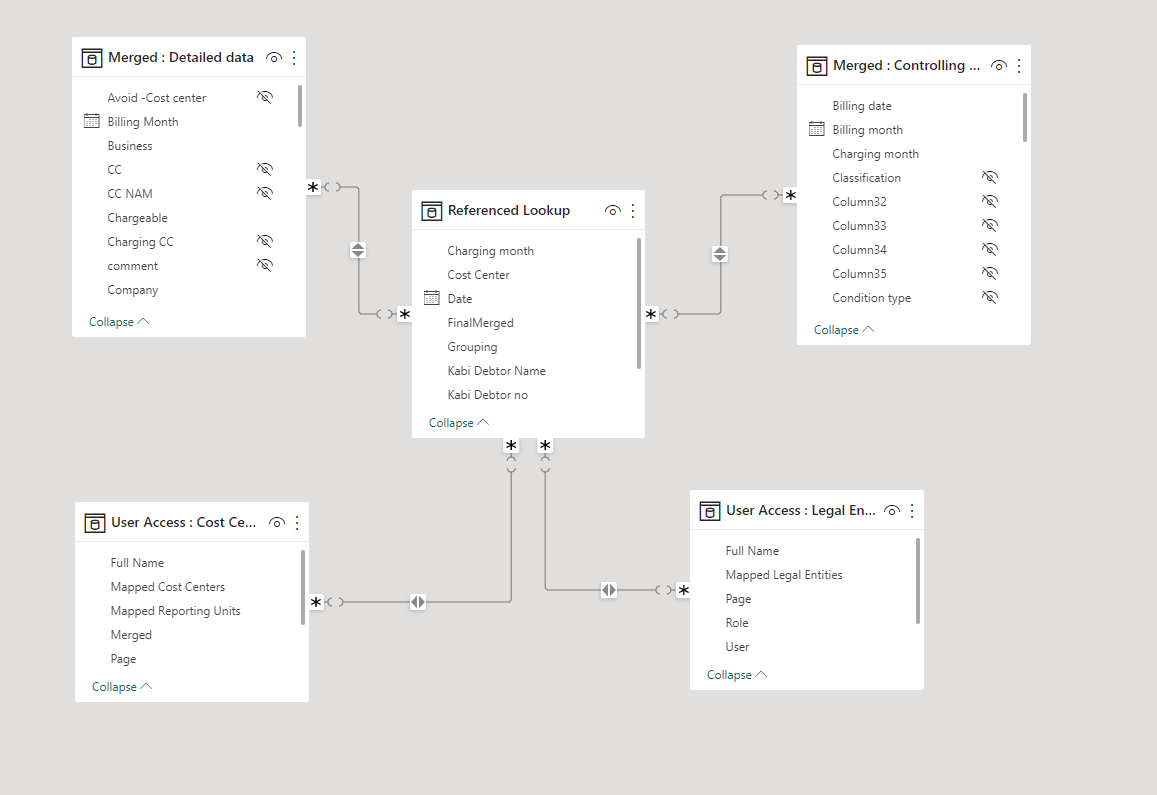 Merged : Detailed data
Avoid -Cost center
Billing Month
Business
CC
CC NAM
Chargeable
Charging CC
comment
Company
Collapse
Merged : Controlling ...
Billing date
Billing month
Charging month
Classification
Column32
Column33
Column34
Column35
Condition type
Collapse
Referenced Lookup
Charging month
Cost Center
Date
FinalMerged
Grouping
Kabi Debtor Name
Kabi Debtor no
Collapse
User Access : Cost Ce...
Full Name
Mapped Cost Centers
Mapped Reporting Units
Merged
Page
Collapse
User Access : Legal En...
Full Name
Mapped Legal Entities
Page
Role
User
Collapse